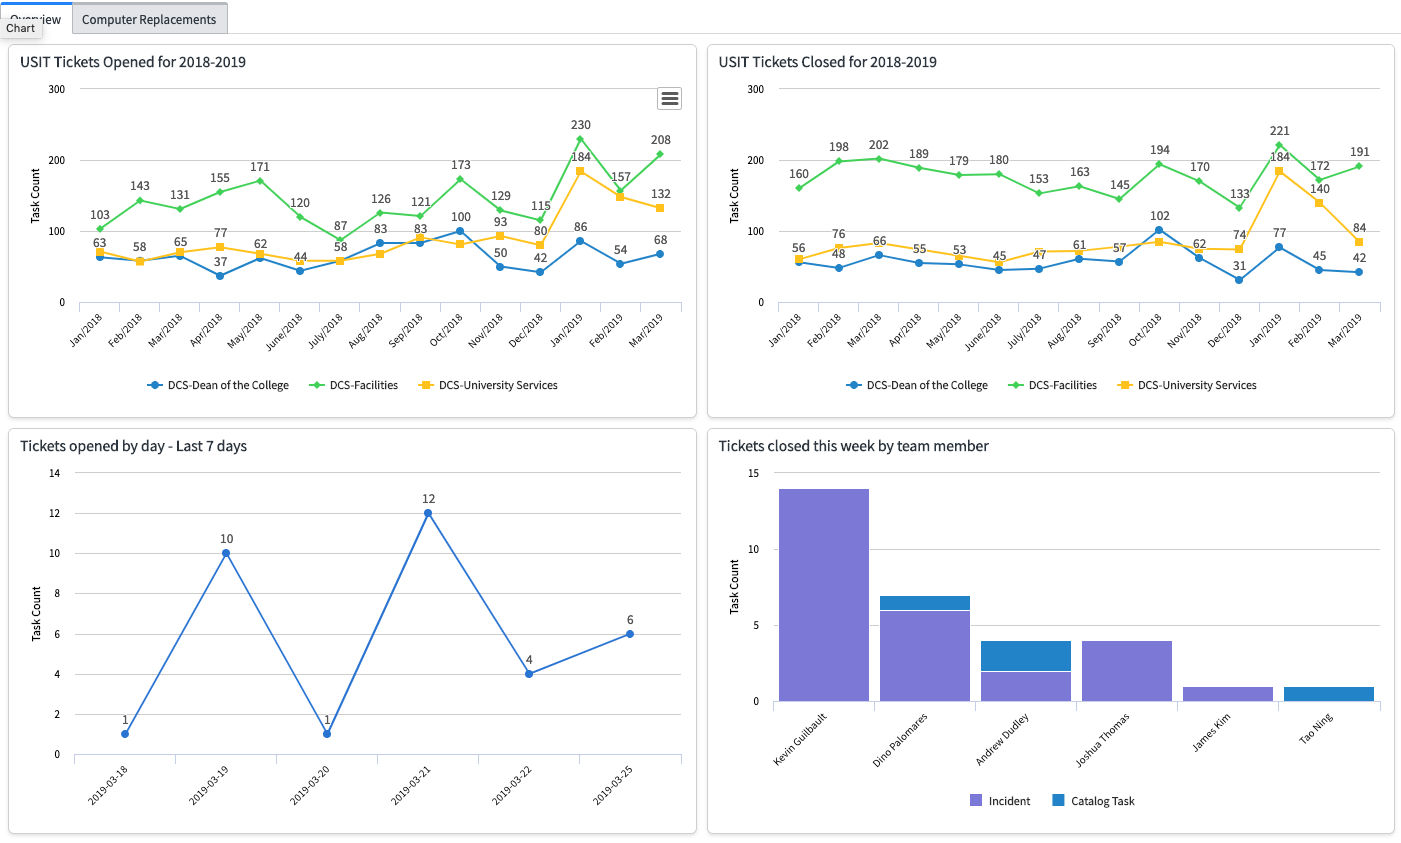 Overview
Computer Replacements
Chart
USIT Tickets Opened for 2018-2019
300
200
100
0
Task Count
230
184
208
171
173
155
157
143
131
132
129
126
121
120
115
103
100
93
87
86
83
83
80
77
68
65
63
62
58
58
54
50
44
42
37
Jan/2018
Feb/2018
Mar/2018
Apr/2018
May/2018
June/2018
July/2018
Aug/2018
Sep/2018
Oct/2018
Nov/2018
Dec/2018
Jan/2019
Feb/2019
Mar/2019
DCS-Dean of the College
DCS-Facilities
DCS-University Services
USIT Tickets Closed for 2018-2019
300
200
100
0
Task Count
160
198
202
189
179
180
153
163
145
194
170
133
221
172
191
184
140
84
56
76
48
66
55
53
45
47
61
57
102
62
74
31
77
45
42
Jan/2018
Feb/2018
Mar/2018
Apr/2018
May/2018
June/2018
July/2018
Aug/2018
Sep/2018
Oct/2018
Nov/2018
Dec/2018
Jan/2019
Feb/2019
Mar/2019
DCS-Dean of the College
DCS-Facilities
DCS-University Services
Tickets opened by day - Last 7 days
14
12
10
8
6
4
2
0
Task Count
1
10
1
12
4
6
2019-03-18
2019-03-19
2019-03-20
2019-03-21
2019-03-22
2019-03-25
Tickets closed this week by team member
15
10
5
0
Task Count
Kevin Guilbault
Dino Palomares
Andrew Dudley
Joshua Thomas
James Kim
Tao Ning
Incident
Catalog Task